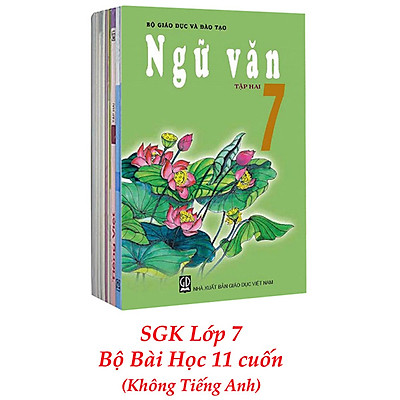 BỘ GIÁO DỤC VÀ ĐÀO TẠO
Ngữ văn
TẬP HAI
7
NHÀ XUẤT BẢN GIÁO DỤC VIỆT NAM
SGK Lớp 7
Bộ Bài Học 11 cuốn
(Không Tiếng Anh)